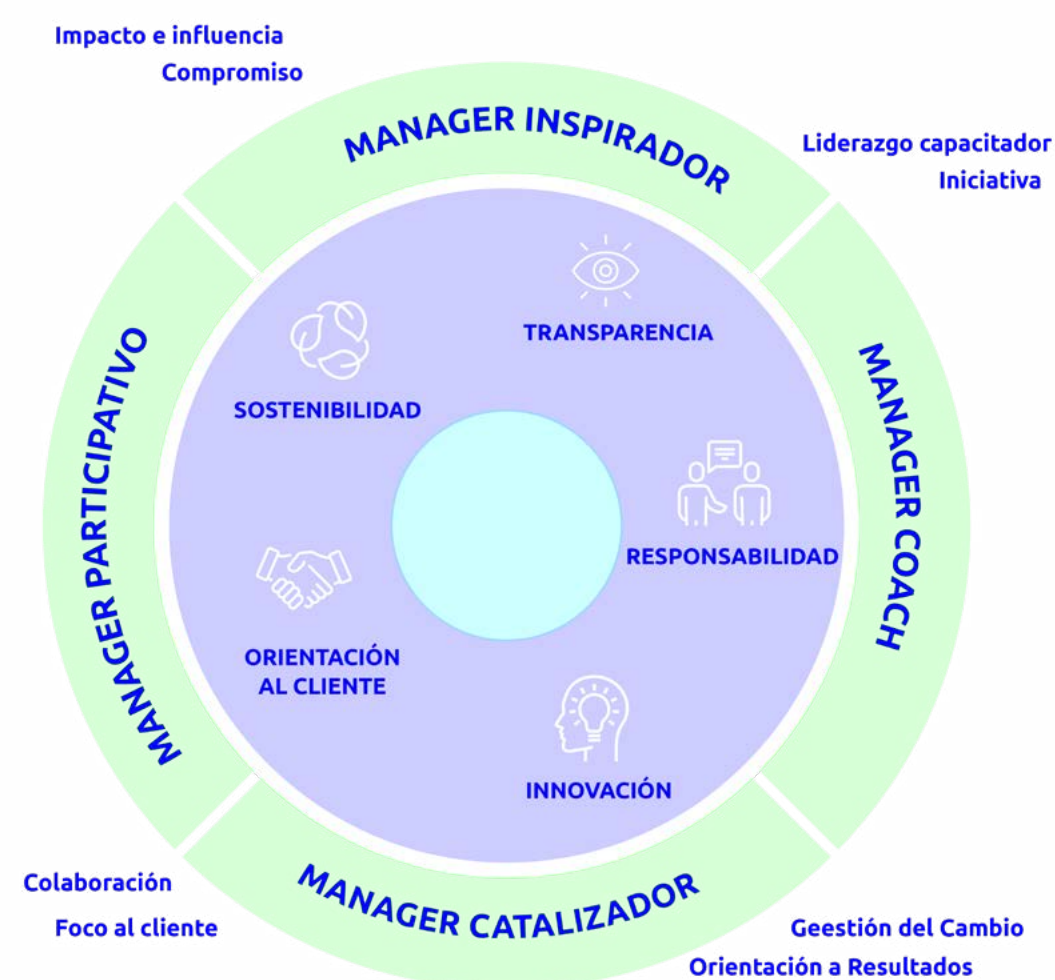 Impacto e influencia
Compromiso
MANAGER INSPIRADOR
Liderazgo capacitador
Iniciativa
TRANSPARENCIA
SOSTENIBILIDAD
MANAGER PARTICIPATIVO
MANAGER COACH
RESPONSABILIDAD
ORIENTACIÓN
AL CLIENTE
INNOVACIÓN
MANAGER CATALIZADOR
Colaboración
Foco al cliente
Geestión del Cambio
Orientación a Resultados